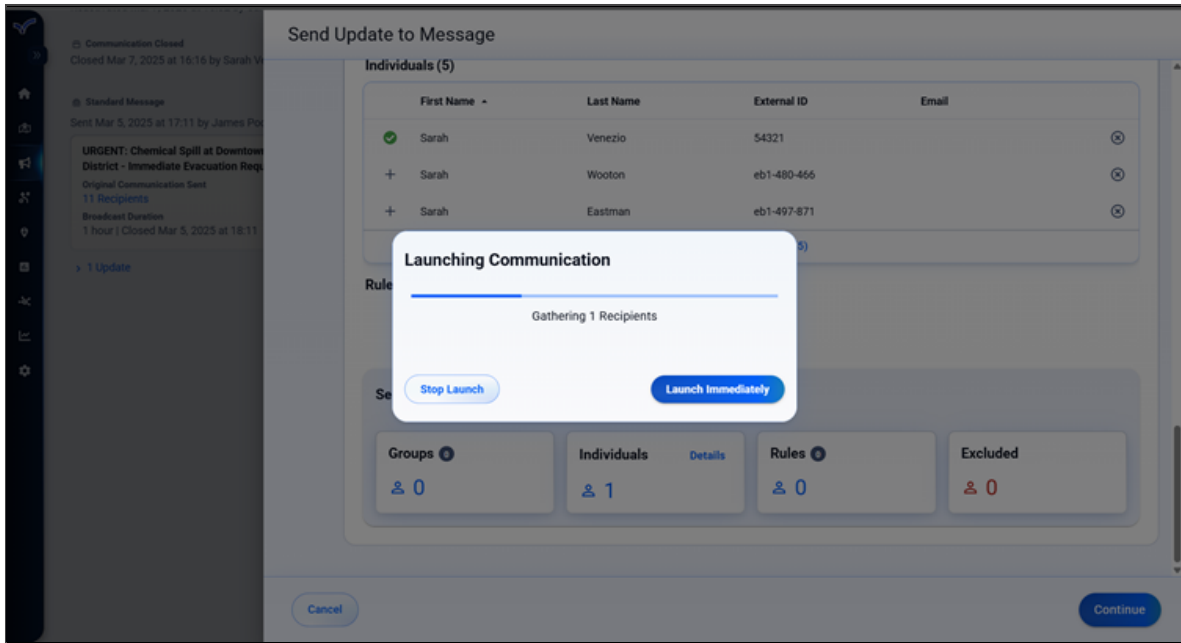 Send Update to Message
Communication Closed
Closed Mar 7, 2025 at 16:16 by Sarah
Standard Message
Sent Mar 5, 2025 at 17:11 by James
URGENT: Chemical Spill at
District - Immediate Evacuation
Original Communication Sent
11 Recipients
Broadcast Duration
1 hour | Closed Mar 5, 2025 at 18:11
1 Update
Individuals (5)
First Name Last Name External ID Email
Sarah Venezio 54321
Sarah Wooton eb1-480-466
Sarah Eastman eb1-497-871
5)
Launching Communication
Gathering 1 Recipients
Stop Launch Launch Immediately
Groups Individuals Details Rules Excluded
0 1 0 0
Cancel Continue